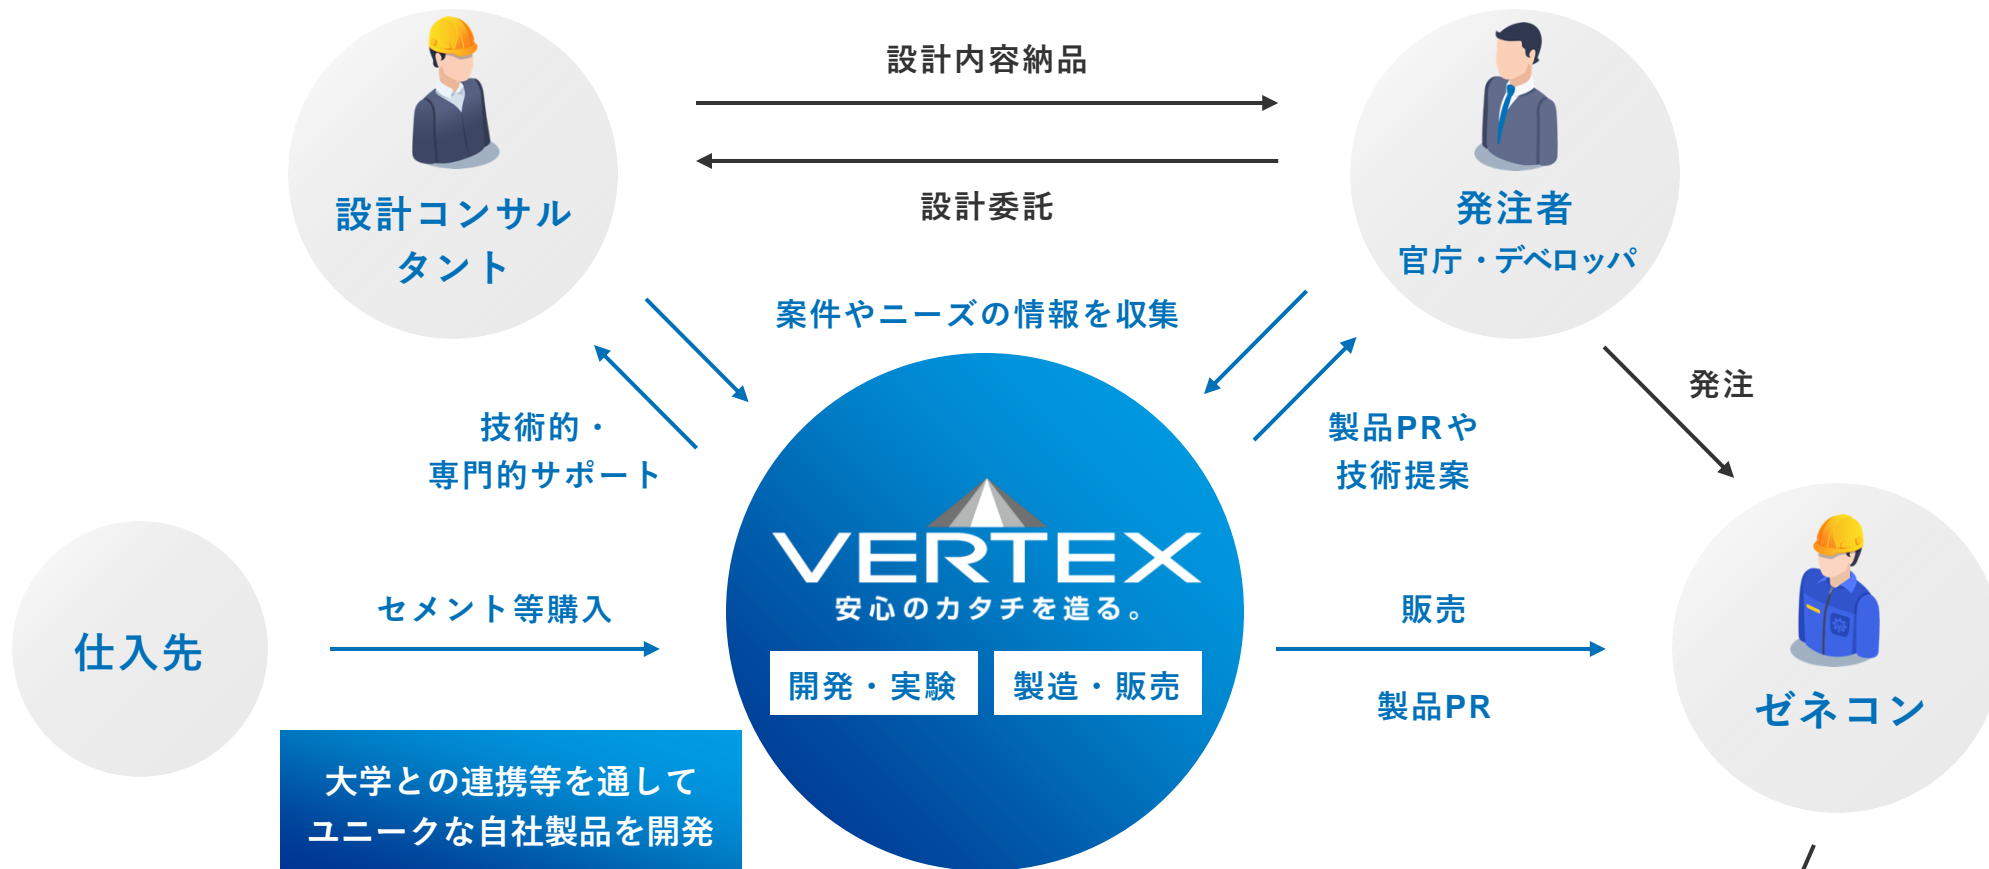 設計内容納品
設計委託
設計コンサル
タント
発注者
官庁・デベロッパ
案件やニーズの情報を収集
発注
技術的・
専門的サポート
製品PRや
技術提案
VERTEX
安心のカタチを造る。
開発・実験
製造・販売
仕入先
セメント等購入
販売
製品PR
ゼネコン
大学との連携等を通して
ユニークな自社製品を開発